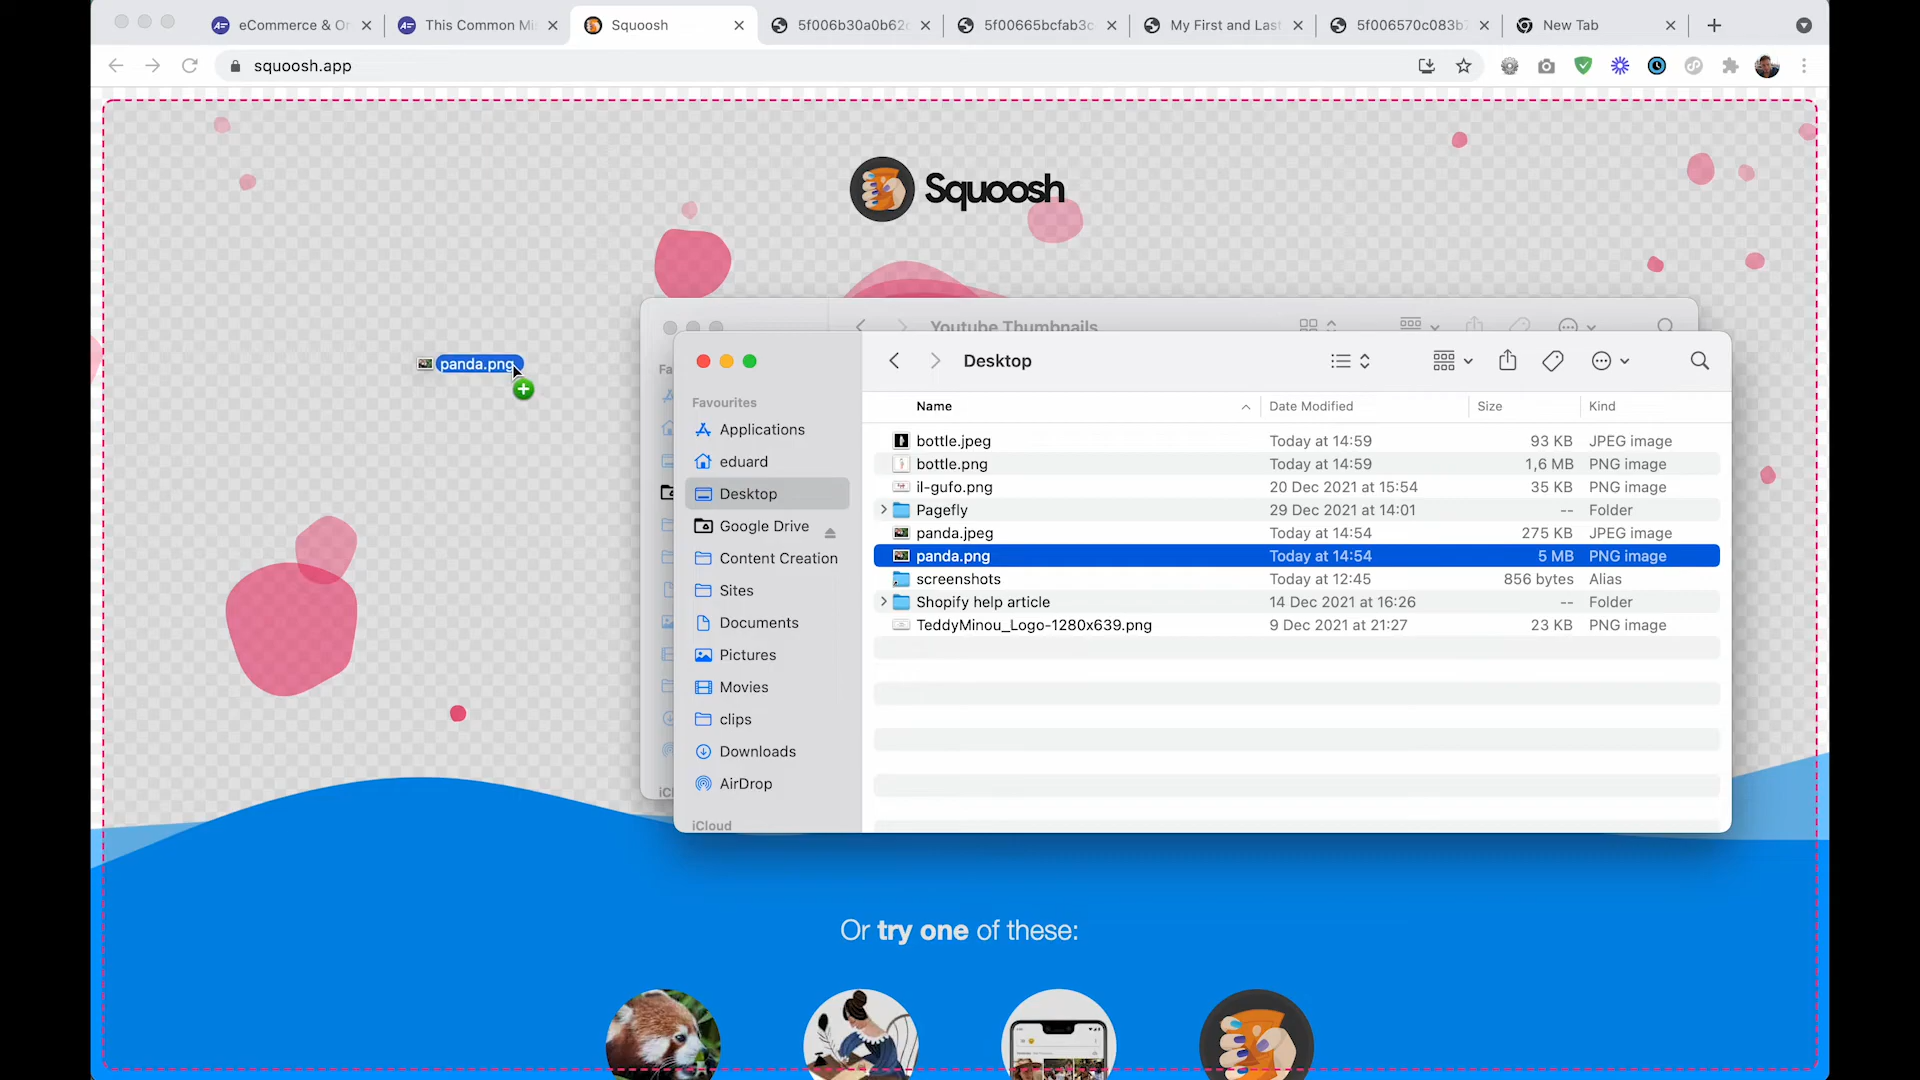 eCommerce & Or
This Common Mi
Squoosh
5f006b30a0b62
5f00665bcfab3c
My First and Last
5f006570c083b7
New Tab
squoosh.app
Squoosh
Youtube Thumbnails
panda.png
Desktop
Favourites
Applications
eduard
Desktop
Google Drive
Content Creation
Sites
Documents
Pictures
Movies
clips
Downloads
AirDrop
iCloud
Fa
iCl
Name Date Modified Size Kind
bottle.jpeg Today at 14:59 93 KB JPEG image
bottle.png Today at 14:59 1,6 MB PNG image
il-gufo.png 20 Dec 2021 at 15:54 35 KB PNG image
Pagefly 29 Dec 2021 at 14:01 -- Folder
panda.jpeg Today at 14:54 275 KB JPEG image
panda.png Today at 14:54 5 MB PNG image
screenshots Today at 12:45 856 bytes Alias
Shopify help article 14 Dec 2021 at 16:26 -- Folder
TeddyMinou_Logo-1280x639.png 9 Dec 2021 at 21:27 23 KB PNG image
Or try one of these: